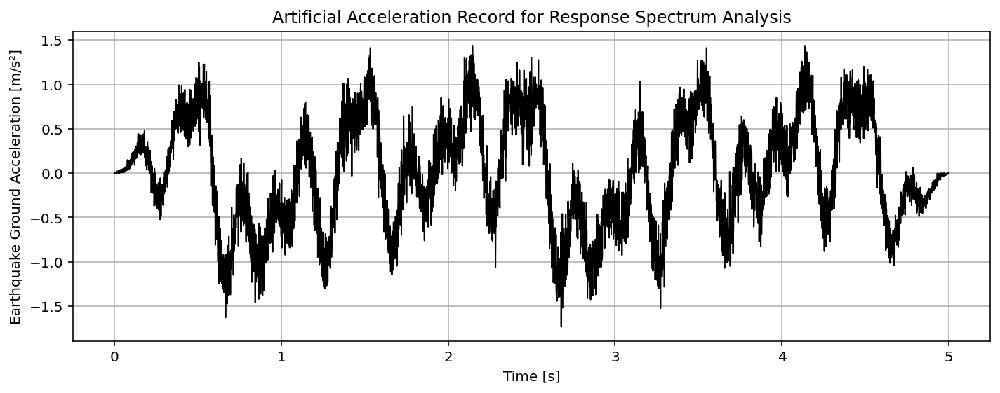 Artificial Acceleration Record for Response Spectrum Analysis
Earthquake Ground Acceleration [m/s²]
1.5
1.0
0.5
0.0
−0.5
−1.0
−1.5
0 1 2 3 4 5
Time [s]